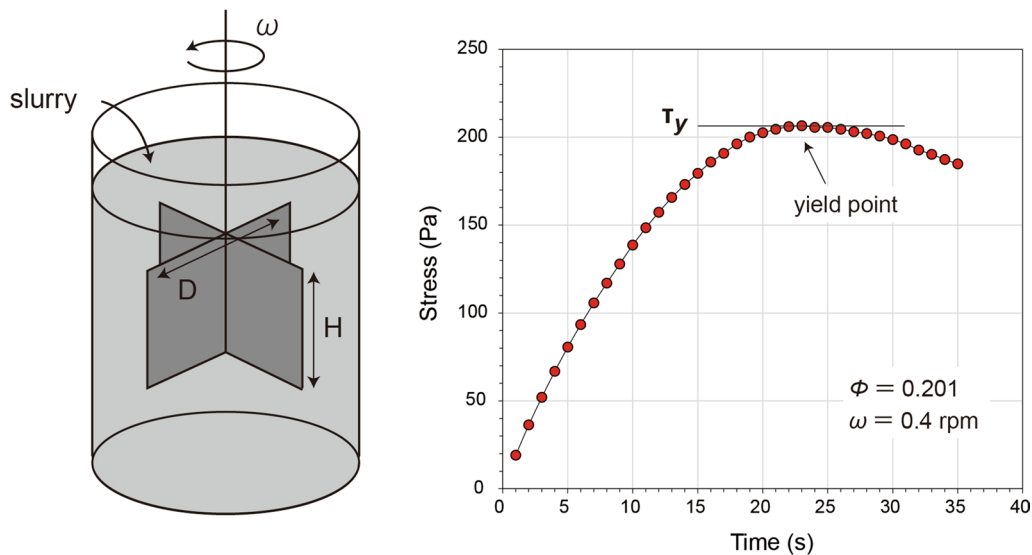 ω
slurry
D
H
250
200
150
100
50
0
Stress (Pa)
τy
yield point
Φ = 0.201
ω = 0.4 rpm
0 5 10 15 20 25 30 35 40
Time (s)